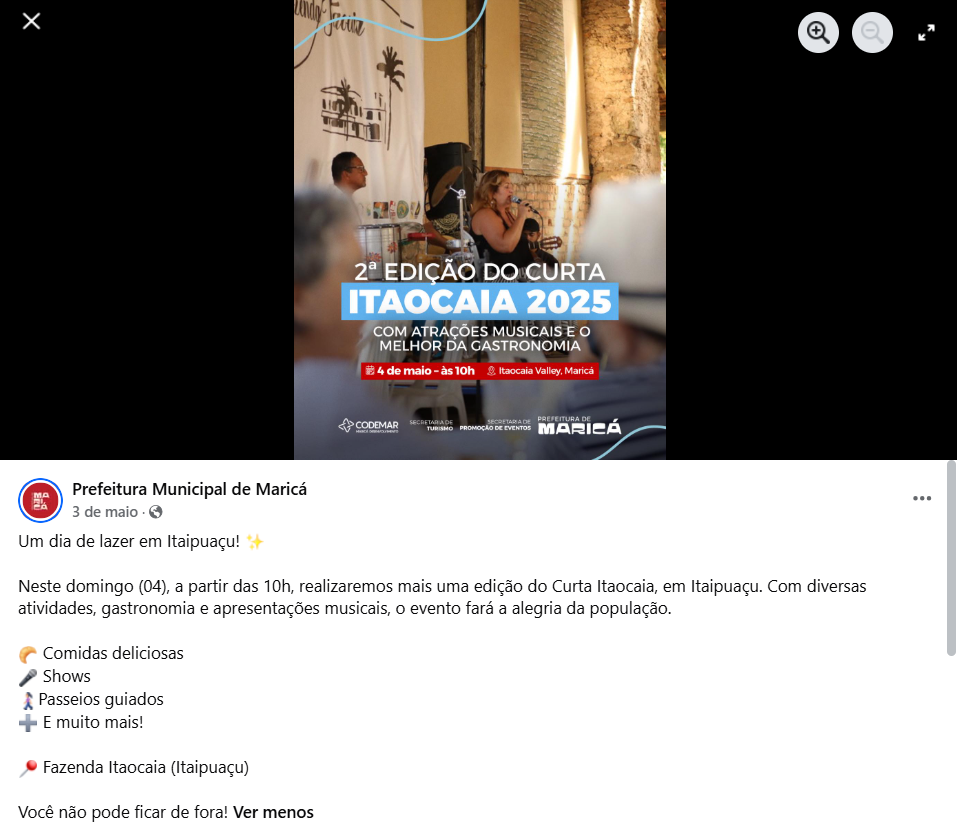 2ª EDIÇÃO DO CURTA
ITAOCAIA 2025
COM ATRAÇÕES MUSICAIS E O
MELHOR DA GASTRONOMIA
4 de maio - às 10h
Itaocaia Valley, Maricá
CODEMAR
SECRETARIA DE
TURISMO
SECRETARIA DE
PROMOÇÃO DE EVENTOS
PREFEITURA DE
MARICÁ
Prefeitura Municipal de Maricá
3 de maio ·
Um dia de lazer em Itaipuaçu! ✨
Neste domingo (04), a partir das 10h, realizaremos mais uma edição do Curta Itaocaia, em Itaipuaçu. Com diversas
atividades, gastronomia e apresentações musicais, o evento fará a alegria da população.
🥐 Comidas deliciosas
🎤 Shows
🚶Passeios guiados
➕ E muito mais!
📍 Fazenda Itaocaia (Itaipuaçu)
Você não pode ficar de fora! Ver menos